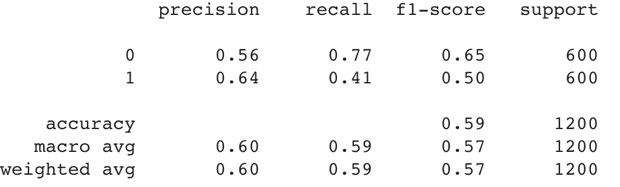 precision recall f1-score support
0 0.56 0.77 0.65 600
1 0.64 0.41 0.50 600
accuracy 0.59 1200
macro avg 0.60 0.59 0.57 1200
weighted avg 0.60 0.59 0.57 1200